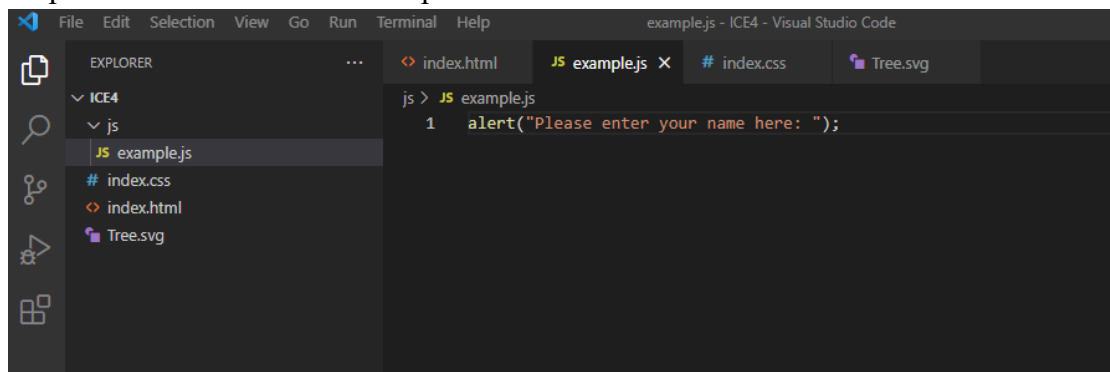 File Edit Selection View Go Run Terminal Help example.js - ICE4 - Visual Studio Code
EXPLORER ... index.html JS example.js × # index.css Tree.svg
ICE4
js
JS example.js
# index.css
index.html
Tree.svg
js > JS example.js
1 alert("Please enter your name here: ");